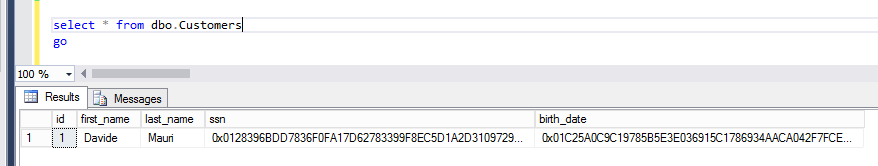 select * from dbo.Customers
go
100 %
Results Messages
id first_name last_name ssn birth_date
1 1 Davide Mauri 0x0128396BDD7836F0FA17D62783399F8EC5D1A2D3109729... 0x01C25A0C9C19785B5E3E036915C1786934AACA042F7FCE...